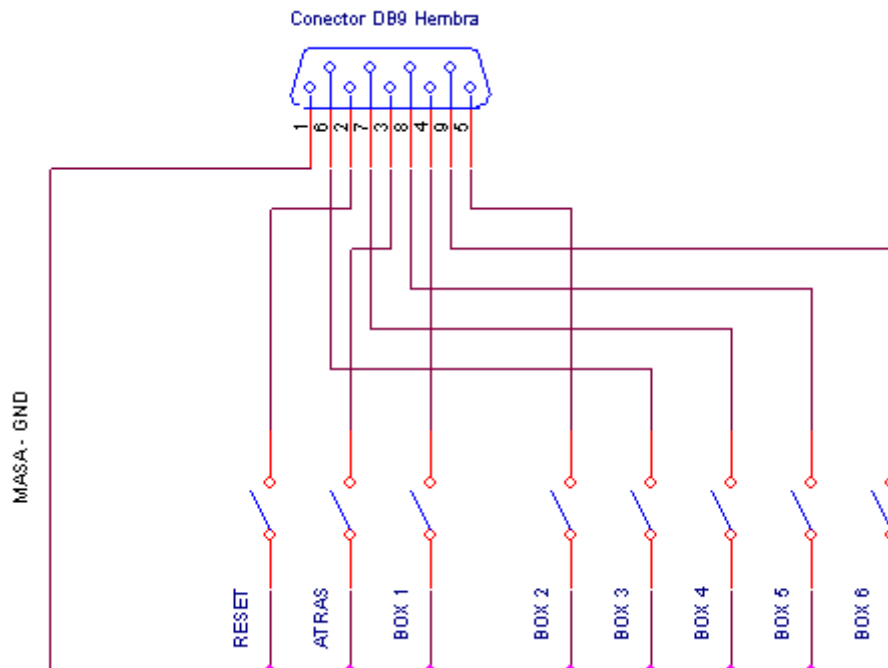 Conector DB9 Hembra
1
6
2
7
3
8
4
9
5
MASA - GND
RESET
ATRAS
BOX 1
BOX 2
BOX 3
BOX 4
BOX 5
BOX 6